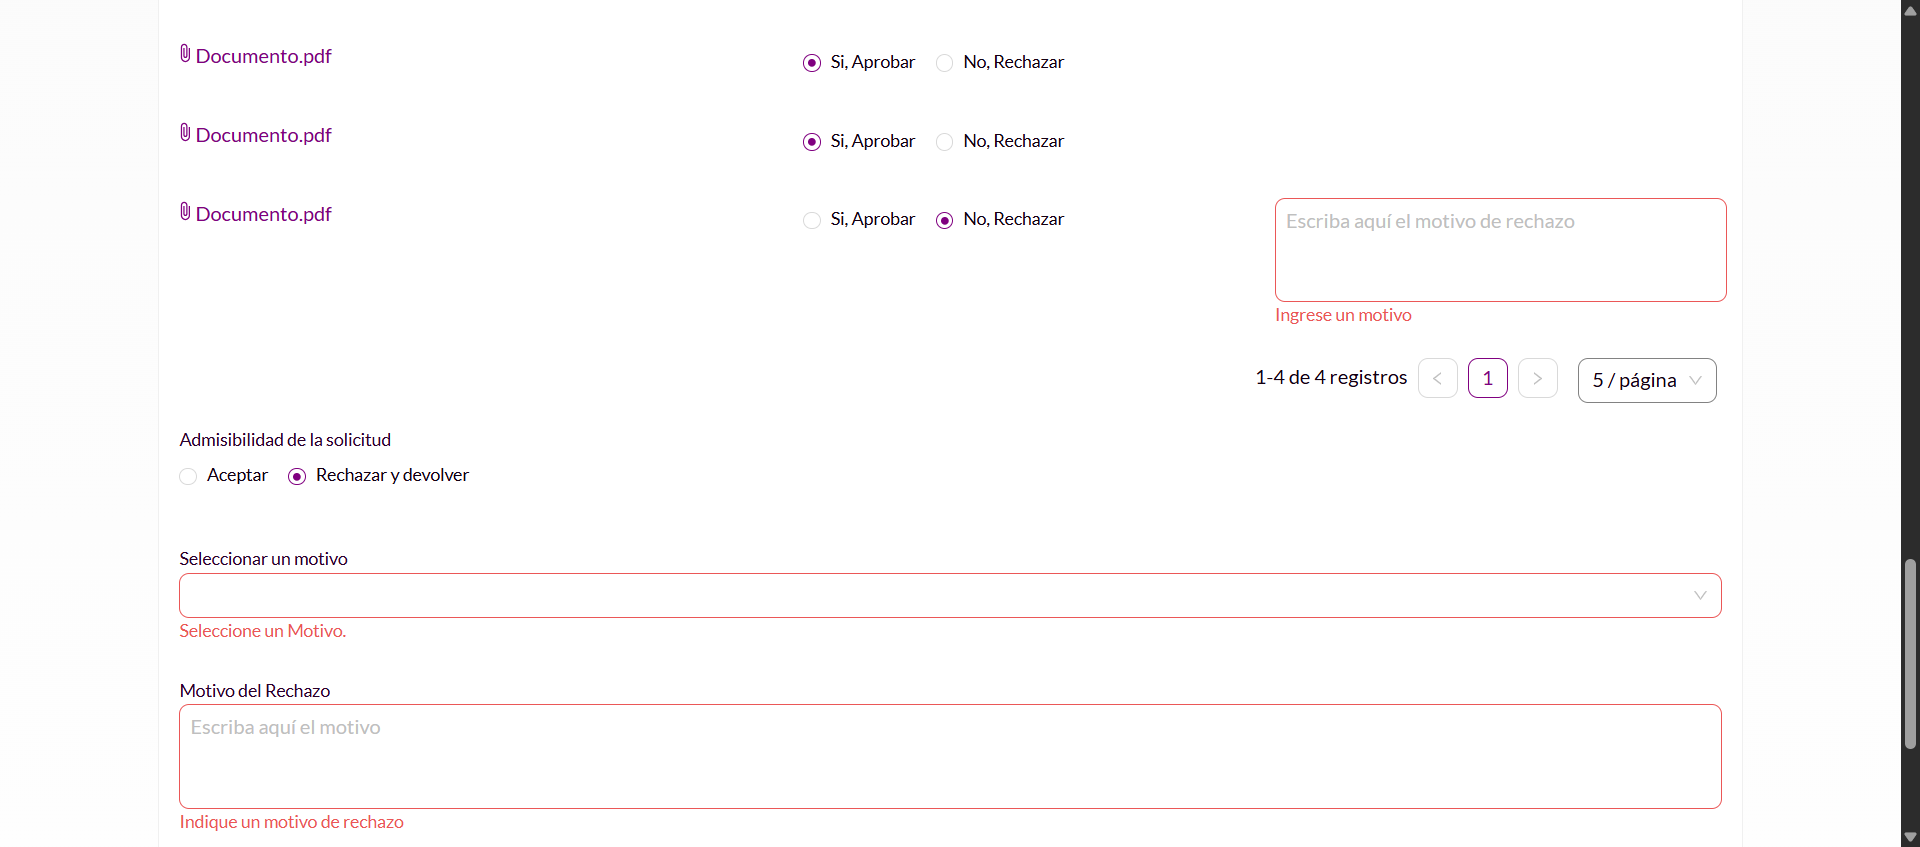 Documento.pdf
Si, Aprobar No, Rechazar
Documento.pdf
Si, Aprobar No, Rechazar
Documento.pdf
Si, Aprobar No, Rechazar
Escriba aquí el motivo de rechazo
Ingrese un motivo
1-4 de 4 registros < 1 > 5 / página
Admisibilidad de la solicitud
Aceptar Rechazar y devolver
Seleccionar un motivo
Seleccione un Motivo.
Motivo del Rechazo
Escriba aquí el motivo
Indique un motivo de rechazo